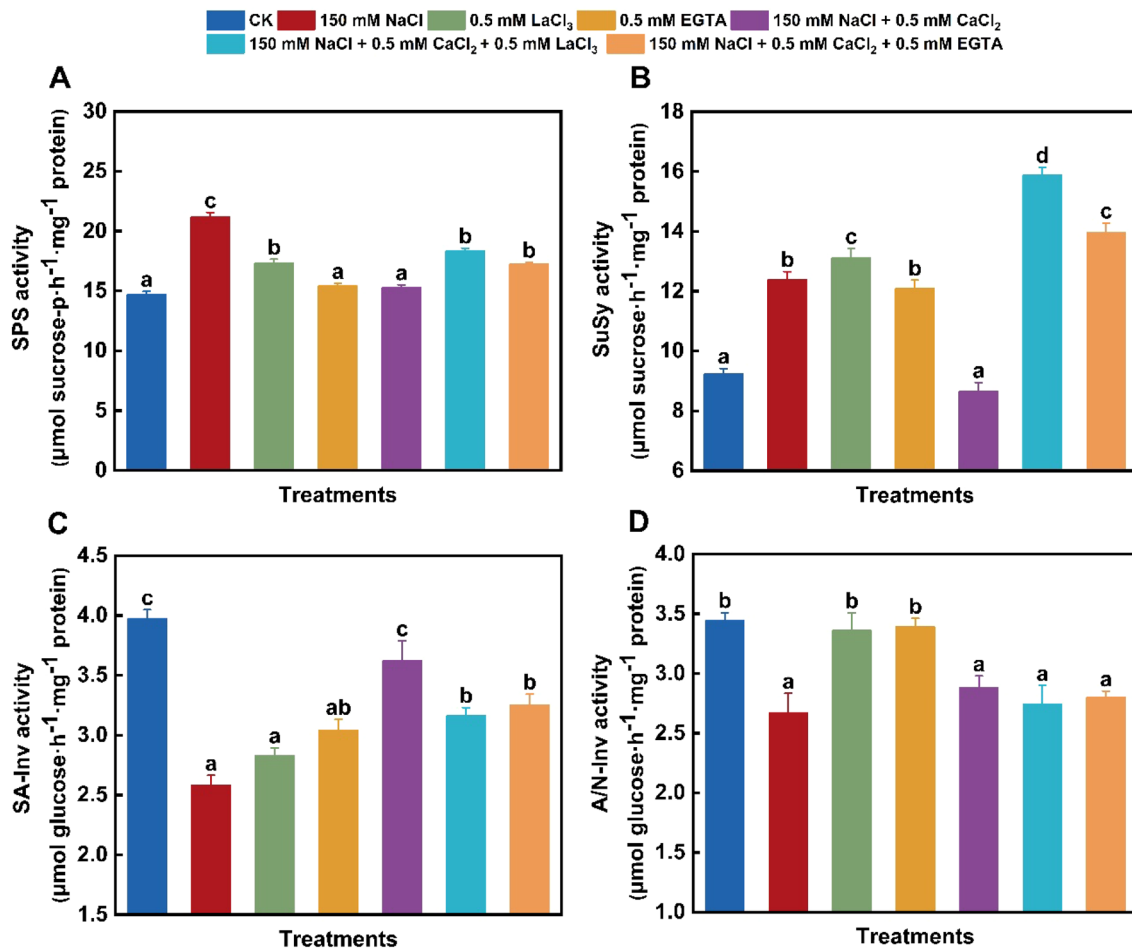 CK 150 mM NaCl 0.5 mM LaCl₃ 0.5 mM EGTA 150 mM NaCl + 0.5 mM CaCl₂
150 mM NaCl + 0.5 mM CaCl₂ + 0.5 mM LaCl₃ 150 mM NaCl + 0.5 mM CaCl₂ + 0.5 mM EGTA
A
SPS activity
(μmol sucrose-p·h⁻¹·mg⁻¹ protein)
30
25
20
15
10
5
0
a
c
b
a
a
b
b
Treatments
B
SuSy activity
(μmol sucrose·h⁻¹·mg⁻¹ protein)
18
16
14
12
10
8
6
a
b
c
b
a
d
c
Treatments
C
SA-Inv activity
(μmol glucose·h⁻¹·mg⁻¹ protein)
4.5
4.0
3.5
3.0
2.5
2.0
1.5
c
a
a
ab
c
b
b
Treatments
D
A/N-Inv activity
(μmol glucose·h⁻¹·mg⁻¹ protein)
4.0
3.5
3.0
2.5
2.0
1.5
1.0
b
a
b
b
a
a
a
Treatments